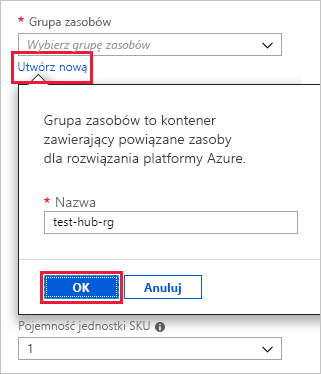 * Grupa zasobów
Wybierz grupę zasobów
Utwórz nową
Grupa zasobów to kontener
zawierający powiązane zasoby
dla rozwiązania platformy Azure.
* Nazwa
test-hub-rg
OK Anuluj
Pojemność jednostki SKU
1